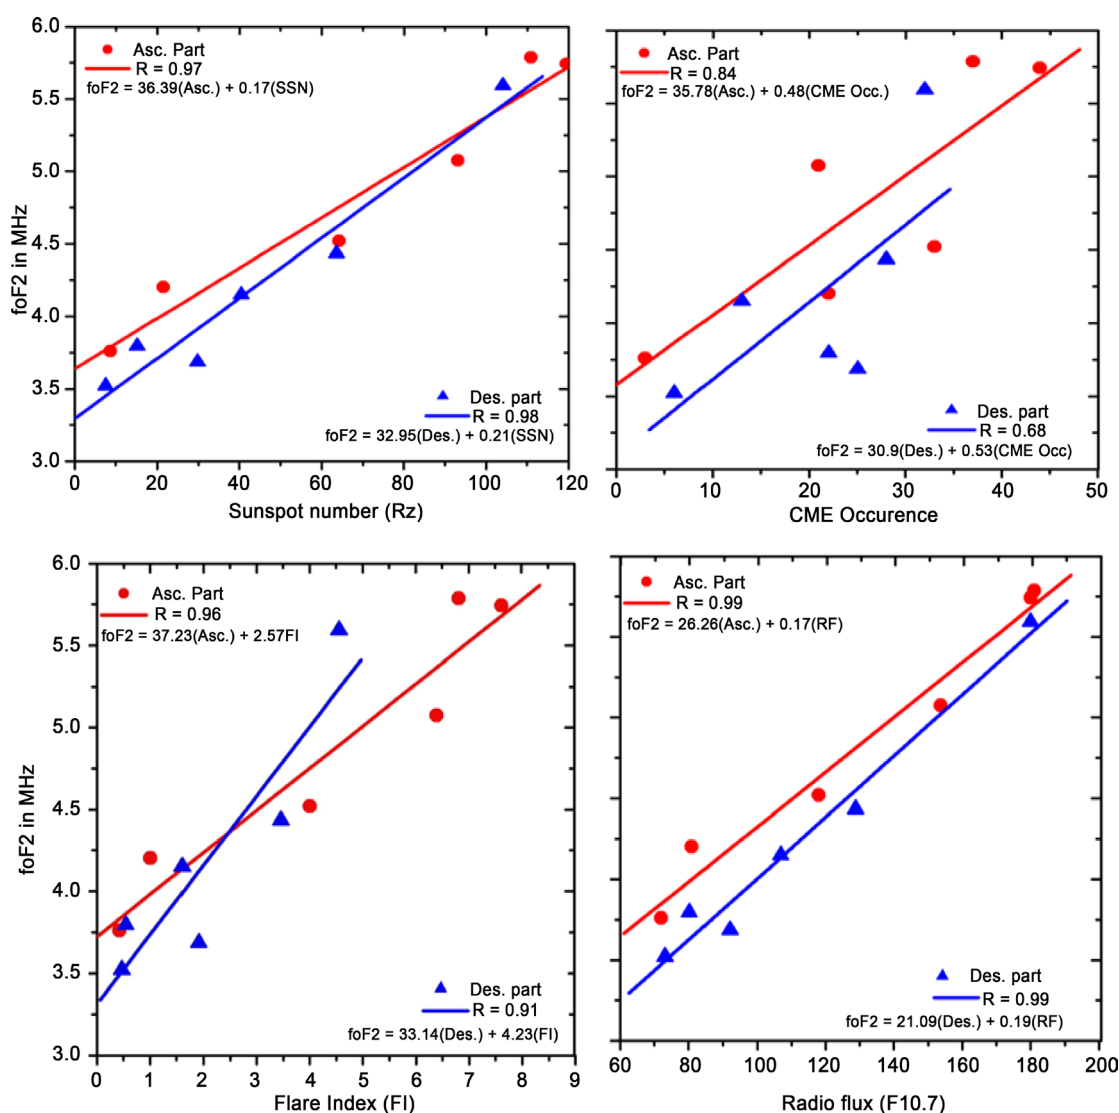 6.0
5.5
5.0
4.5
4.0
3.5
3.0
foF2 in MHz
Asc. Part
R = 0.97
foF2 = 36.39(Asc.) + 0.17(SSN)
Des. part
R = 0.98
foF2 = 32.95(Des.) + 0.21(SSN)
0 20 40 60 80 100 120
Sunspot number (Rz)
Asc. Part
R = 0.84
foF2 = 35.78(Asc.) + 0.48(CME Occ.)
Des. part
R = 0.68
foF2 = 30.9(Des.) + 0.53(CME Occ)
0 10 20 30 40 50
CME Occurence
6.0
5.5
5.0
4.5
4.0
3.5
3.0
foF2 in MHz
Asc. Part
R = 0.96
foF2 = 37.23(Asc.) + 2.57FI
Des. part
R = 0.91
foF2 = 33.14(Des.) + 4.23(FI)
0 1 2 3 4 5 6 7 8 9
Flare Index (FI)
Asc. Part
R = 0.99
foF2 = 26.26(Asc.) + 0.17(RF)
Des. part
R = 0.99
foF2 = 21.09(Des.) + 0.19(RF)
60 80 100 120 140 160 180 200
Radio flux (F10.7)